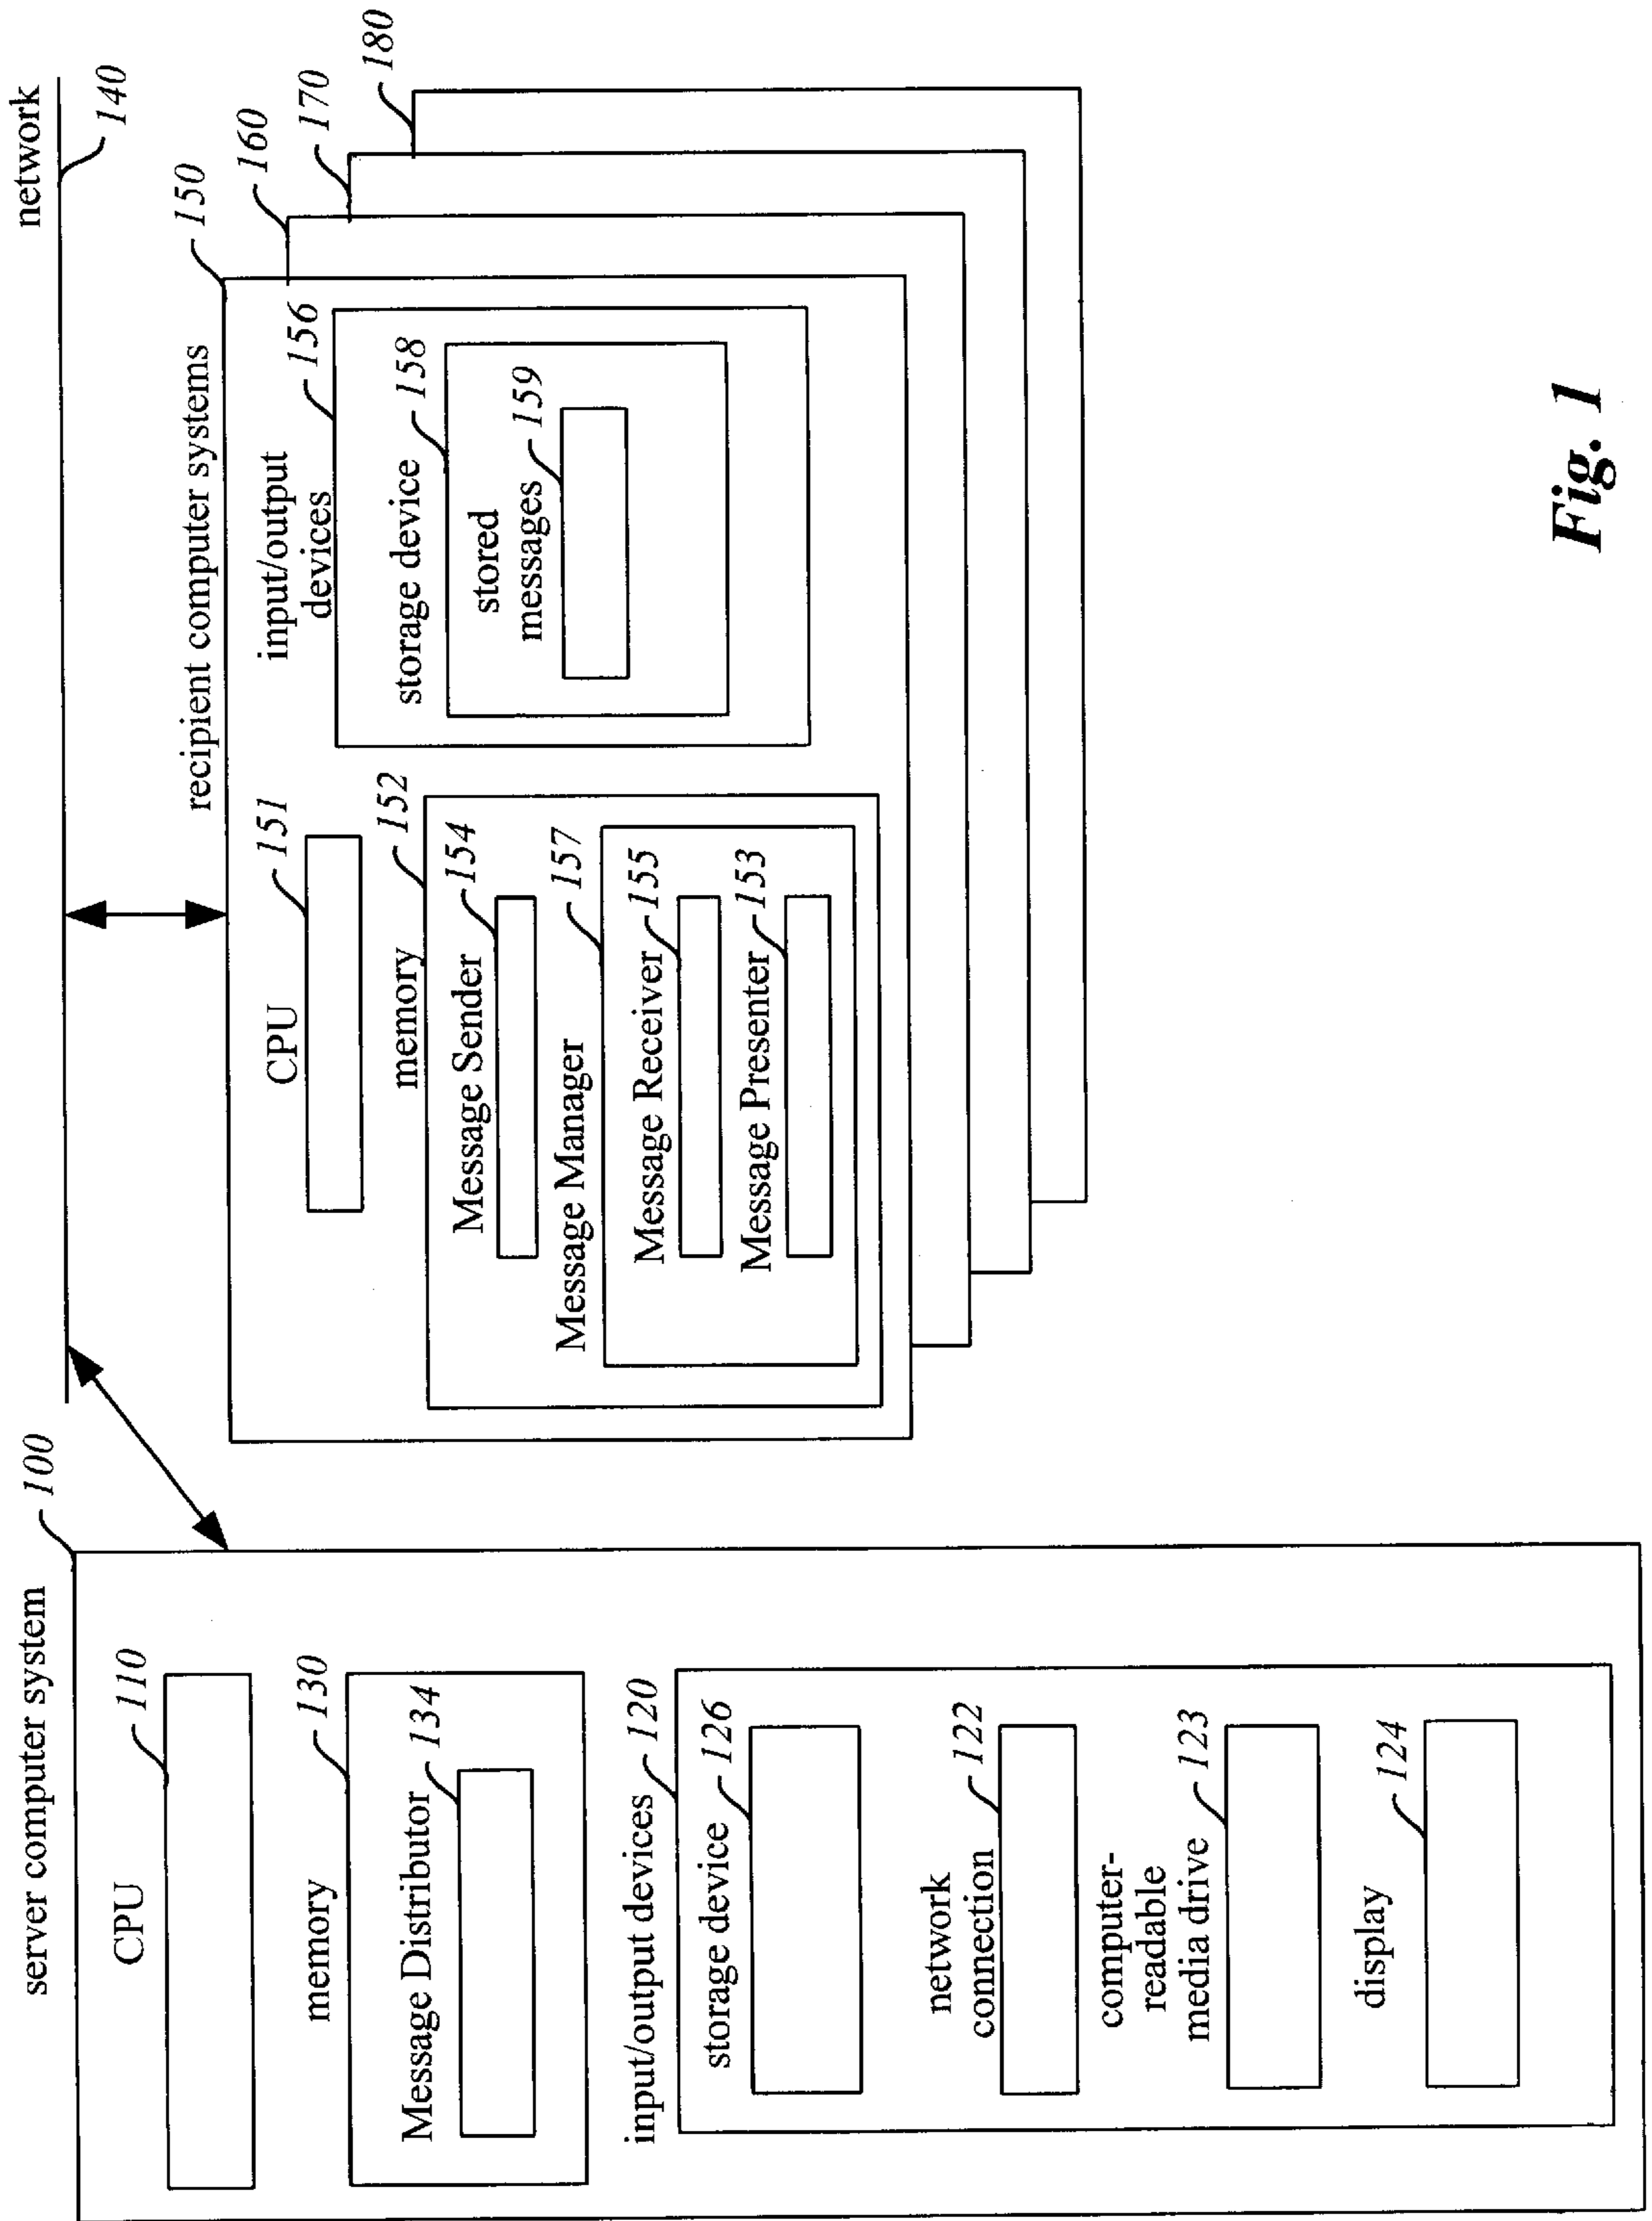 server computer system
100
CPU
110
memory
130
Message Distributor
134
input/output devices
120
storage device
126
network
connection
122
computer-
readable
media drive
123
display
124
network
140
recipient computer systems
150
160
170
180
CPU
151
memory
152
Message Sender
154
Message Manager
157
Message Receiver
155
Message Presenter
153
input/output
devices
156
storage device
158
stored
messages
159
Fig. 1